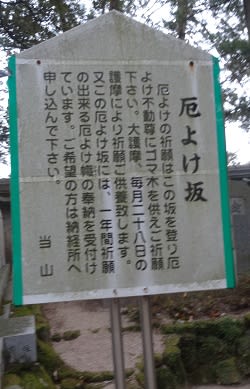 厄よけ坂
厄よけの祈願はこの坂を登り厄
よけ不動尊にゴマ木を供えご祈願
下さい。大護摩、毎月二十八日の
護摩により祈願ご供養致します。
又この厄よけ坂には、一年間祈願
の出来る厄よけ幟の奉納を受付け
ています。ご希望の方は納経所へ
申し込んで下さい。
当山